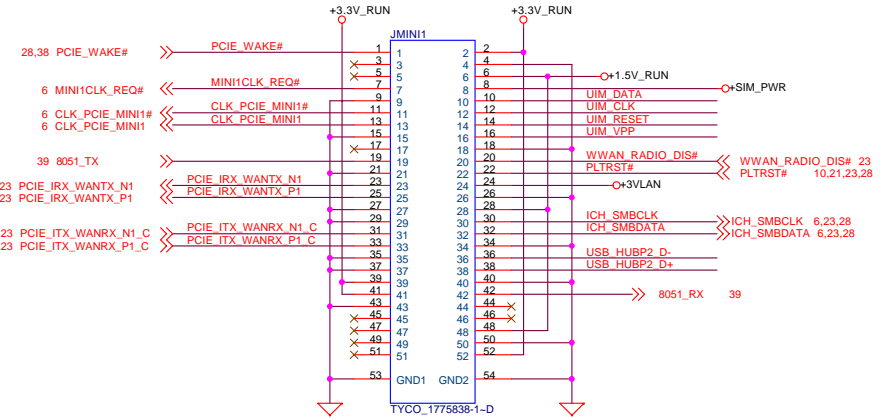 +3.3V_RUN +3.3V_RUN
JMINI1
28,38 PCIE_WAKE# PCIE_WAKE# 1 1 2 2
3 3 4 4
5 5 6 6 +1.5V_RUN
6 MINI1CLK_REQ# MINI1CLK_REQ# 7 7 8 8 +SIM_PWR
9 9 10 10 UIM_DATA
6 CLK_PCIE_MINI1# CLK_PCIE_MINI1# 11 11 12 12 UIM_CLK
6 CLK_PCIE_MINI1 CLK_PCIE_MINI1 13 13 14 14 UIM_RESET
15 15 16 16 UIM_VPP
17 17 18 18
39 8051_TX 19 19 20 20 WWAN_RADIO_DIS# WWAN_RADIO_DIS# 23
21 21 22 22 PLTRST# PLTRST# 10,21,23,28
23 PCIE_IRX_WANTX_N1 PCIE_IRX_WANTX_N1 23 23 24 24 +3VLAN
23 PCIE_IRX_WANTX_P1 PCIE_IRX_WANTX_P1 25 25 26 26
27 27 28 28
29 29 30 30 ICH_SMBCLK ICH_SMBCLK 6,23,28
23 PCIE_ITX_WANRX_N1_C PCIE_ITX_WANRX_N1_C 31 31 32 32 ICH_SMBDATA ICH_SMBDATA 6,23,28
23 PCIE_ITX_WANRX_P1_C PCIE_ITX_WANRX_P1_C 33 33 34 34
35 35 36 36 USB_HUBP2_D-
37 37 38 38 USB_HUBP2_D+
39 39 40 40
41 41 42 42 8051_RX 39
43 43 44 44
45 45 46 46
47 47 48 48
49 49 50 50
51 51 52 52
53 GND1 GND2 54
TYCO_1775838-1~D